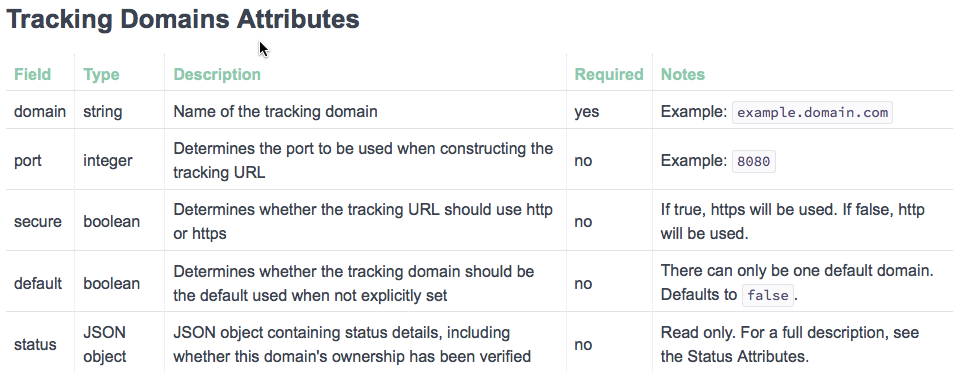 Tracking Domains Attributes
Field Type Description Required Notes
domain string Name of the tracking domain yes Example: example.domain.com
port integer Determines the port to be used when constructing the tracking URL no Example: 8080
secure boolean Determines whether the tracking URL should use http or https no If true, https will be used. If false, http will be used.
default boolean Determines whether the tracking domain should be the default used when not explicitly set no There can only be one default domain. Defaults to false.
status JSON object JSON object containing status details, including whether this domain's ownership has been verified no Read only. For a full description, see the Status Attributes.